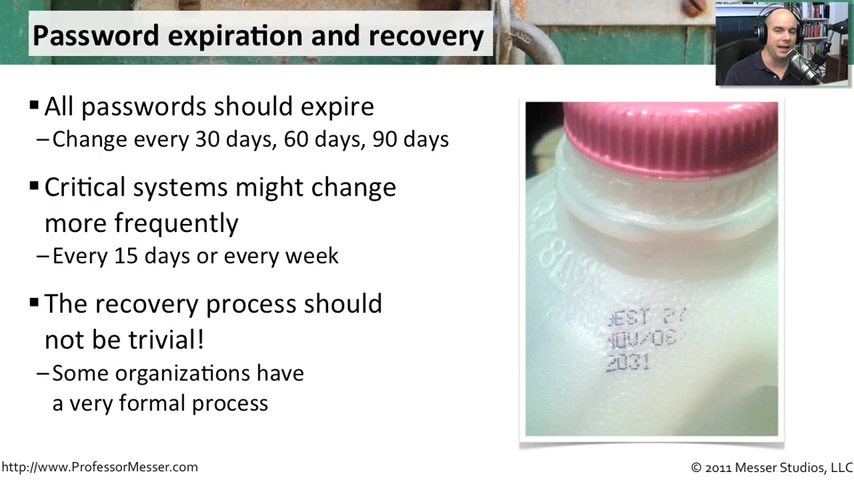 Password expiration and recovery
▪ All passwords should expire
–Change every 30 days, 60 days, 90 days
▪ Critical systems might change
more frequently
–Every 15 days or every week
▪ The recovery process should
not be trivial!
–Some organizations have
a very formal process
2031
http://www.ProfessorMesser.com
© 2011 Messer Studios, LLC